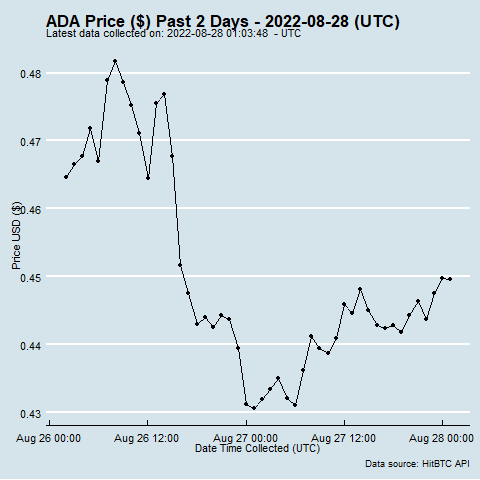 ADA Price ($) Past 2 Days - 2022-08-28 (UTC)
Latest data collected on: 2022-08-28 01:03:48 - UTC
0.48
0.47
0.46
0.45
0.44
0.43
Price USD ($)
Aug 26 00:00
Aug 26 12:00
Aug 27 00:00
Aug 27 12:00
Aug 28 00:00
Date Time Collected (UTC)
Data source: HitBTC API